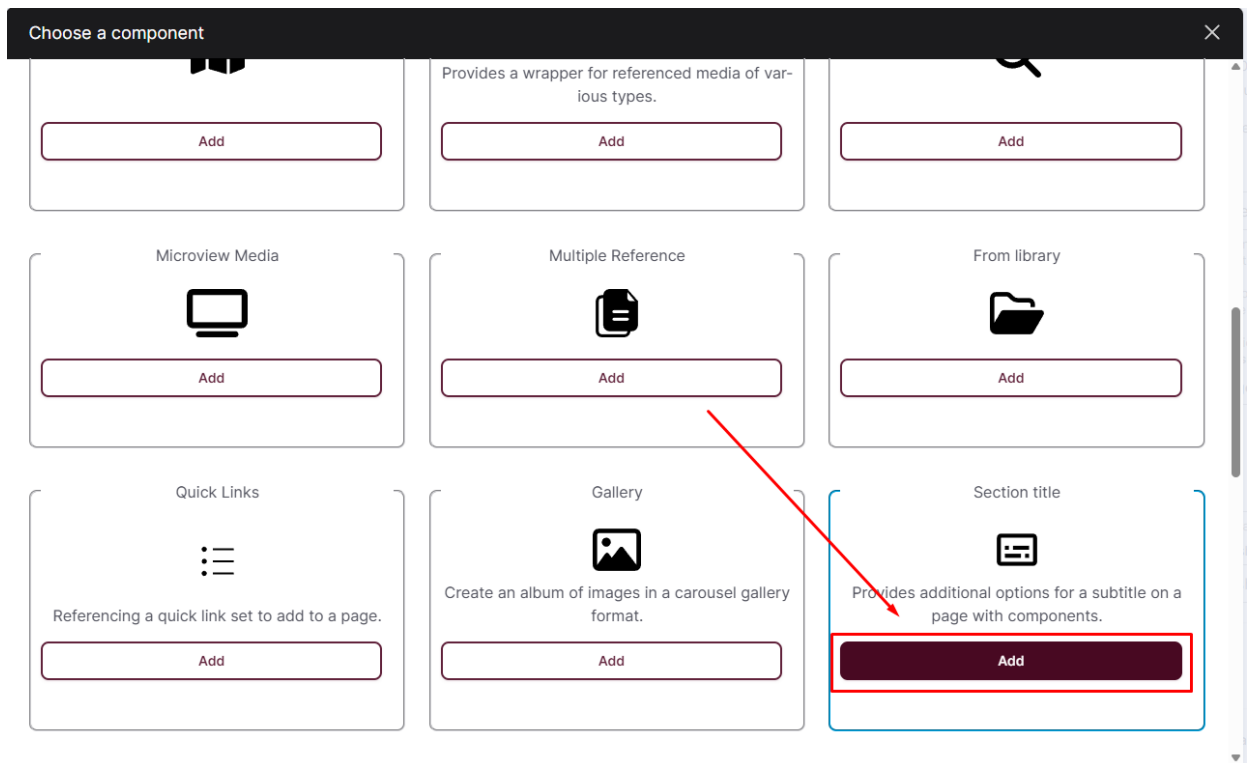 Choose a component
Provides a wrapper for referenced media of var-
ious types.
Add
Add
Add
Microview Media
Multiple Reference
From library
Add
Add
Add
Quick Links
Gallery
Section title
Referencing a quick link set to add to a page.
Create an album of images in a carousel gallery
format.
Provides additional options for a subtitle on a
page with components.
Add
Add
Add